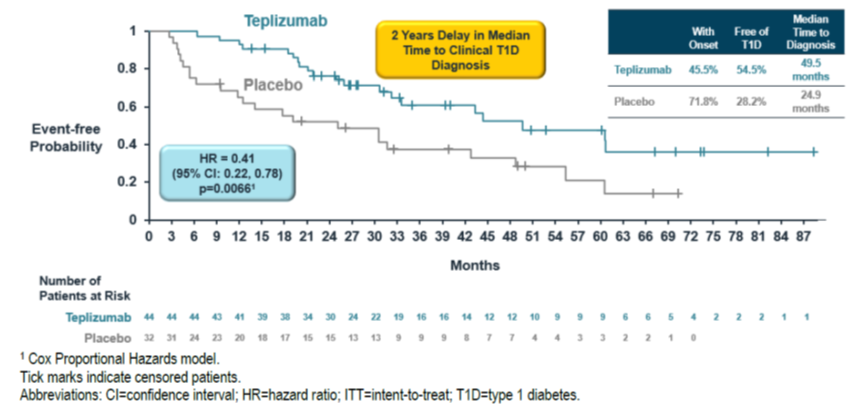 Teplizumab
2 Years Delay in Median
Time to Clinical T1D
Diagnosis
With Onset Free of T1D Median Time to Diagnosis
Teplizumab 45.5% 54.5% 49.5 months
Placebo 71.8% 28.2% 24.9 months
Placebo
Event-free
Probability
1
0.8
0.6
0.4
0.2
0
HR = 0.41
(95% CI: 0.22, 0.78)
p=0.0066¹
0 3 6 9 12 15 18 21 24 27 30 33 36 39 42 45 48 51 54 57 60 63 66 69 72 75 78 81 84 87
Months
Number of
Patients at Risk
Teplizumab 44 44 44 43 41 39 38 34 30 24 22 19 16 16 14 12 12 10 9 9 9 6 6 5 4 2 2 2 1 1
Placebo 32 31 24 23 20 18 17 15 15 13 13 9 9 9 8 7 7 4 4 3 3 2 2 1 0
¹ Cox Proportional Hazards model.
Tick marks indicate censored patients.
Abbreviations: CI=confidence interval; HR=hazard ratio; ITT=intent-to-treat; T1D=type 1 diabetes.